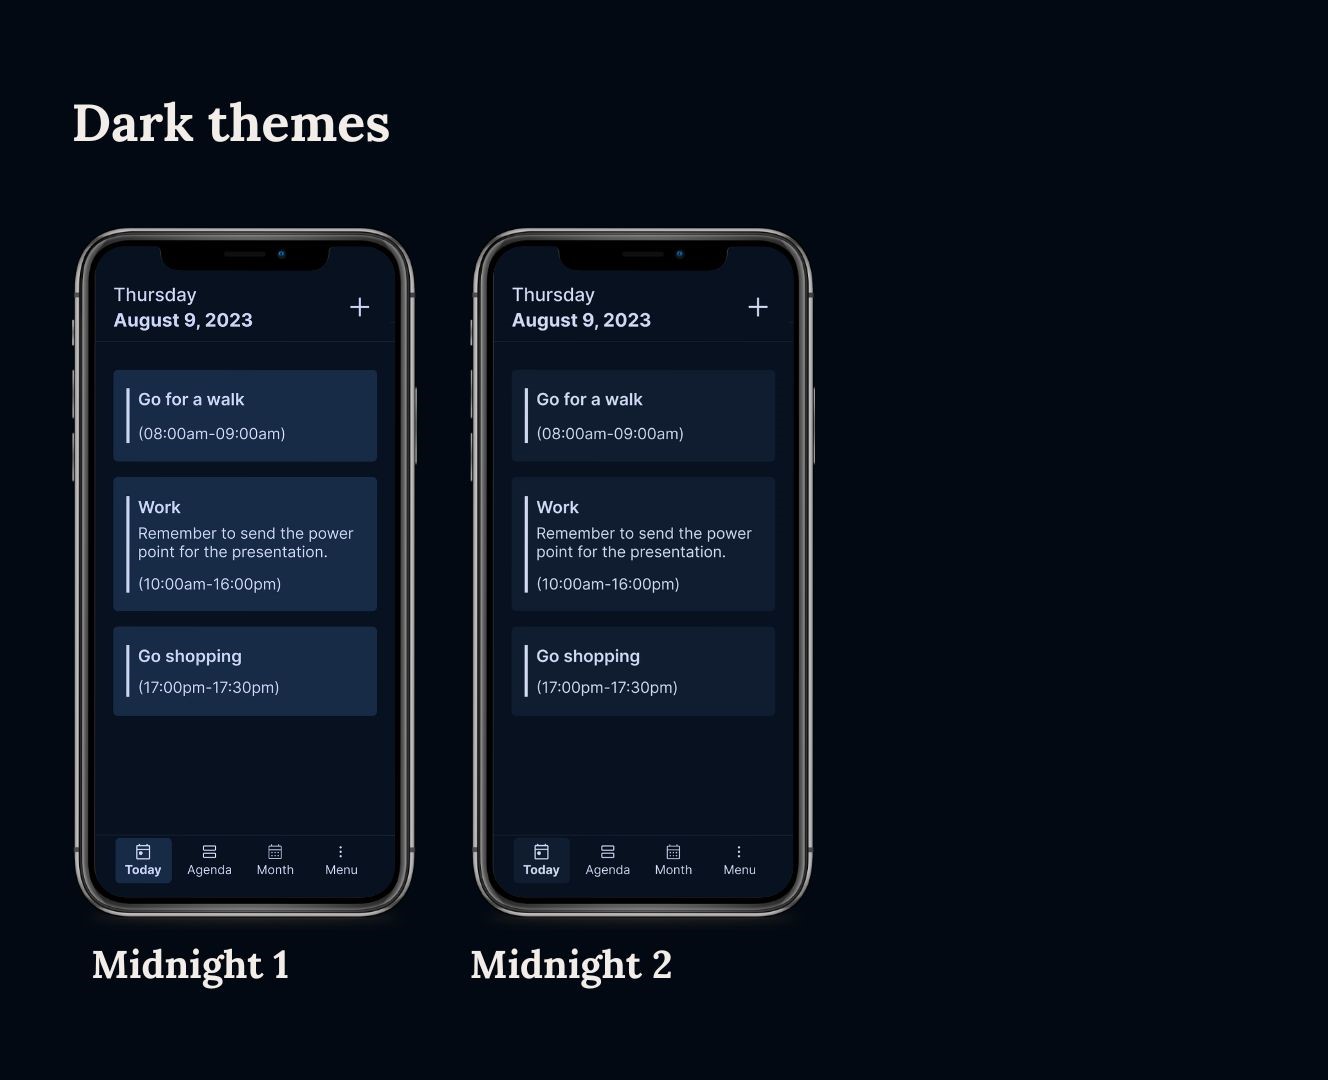 Dark themes
Thursday
August 9, 2023
Go for a walk
(08:00am-09:00am)
Work
Remember to send the power
point for the presentation.
(10:00am-16:00pm)
Go shopping
(17:00pm-17:30pm)
Today
Agenda
Month
Menu
Midnight 1
Thursday
August 9, 2023
Go for a walk
(08:00am-09:00am)
Work
Remember to send the power
point for the presentation.
(10:00am-16:00pm)
Go shopping
(17:00pm-17:30pm)
Today
Agenda
Month
Menu
Midnight 2